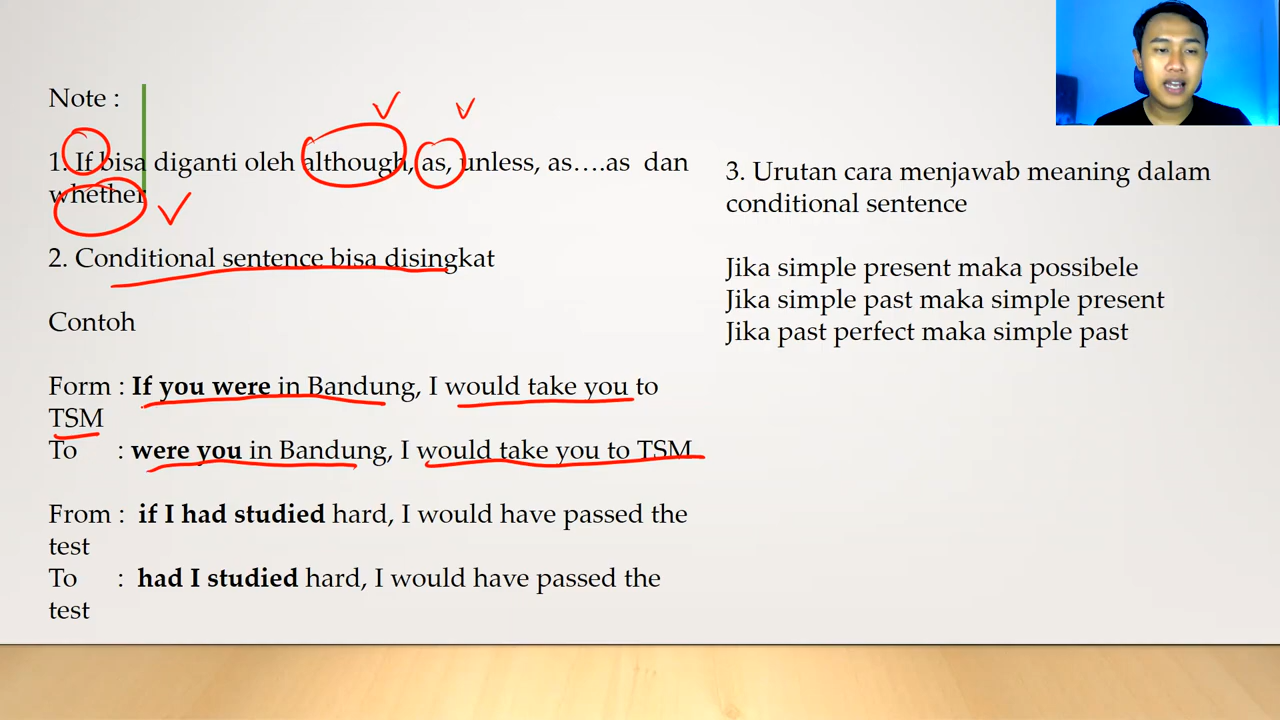 Note :
1. If bisa diganti oleh although, as, unless, as….as dan
whether
2. Conditional sentence bisa disingkat
Contoh
Form : If you were in Bandung, I would take you to
TSM
To : were you in Bandung, I would take you to TSM
From : if I had studied hard, I would have passed the
test
To : had I studied hard, I would have passed the
test
3. Urutan cara menjawab meaning dalam
conditional sentence
Jika simple present maka possibele
Jika simple past maka simple present
Jika past perfect maka simple past